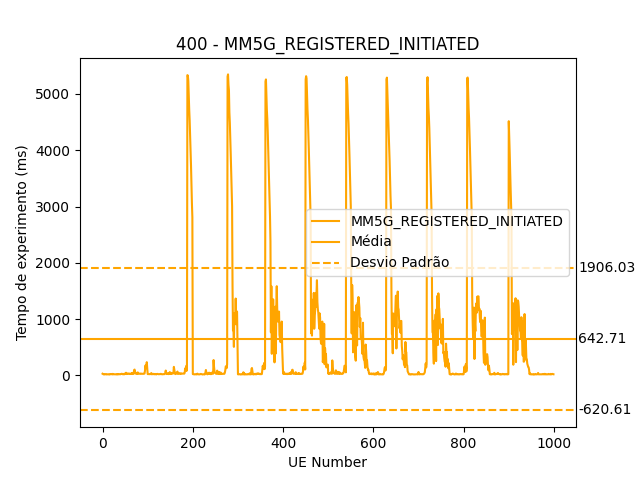 400 - MM5G_REGISTERED_INITIATED
Tempo de experimento (ms)
5000
4000
3000
2000
1000
0
MM5G_REGISTERED_INITIATED
Média
Desvio Padrão
1906.03
642.71
-620.61
0
200
400
600
800
1000
UE Number